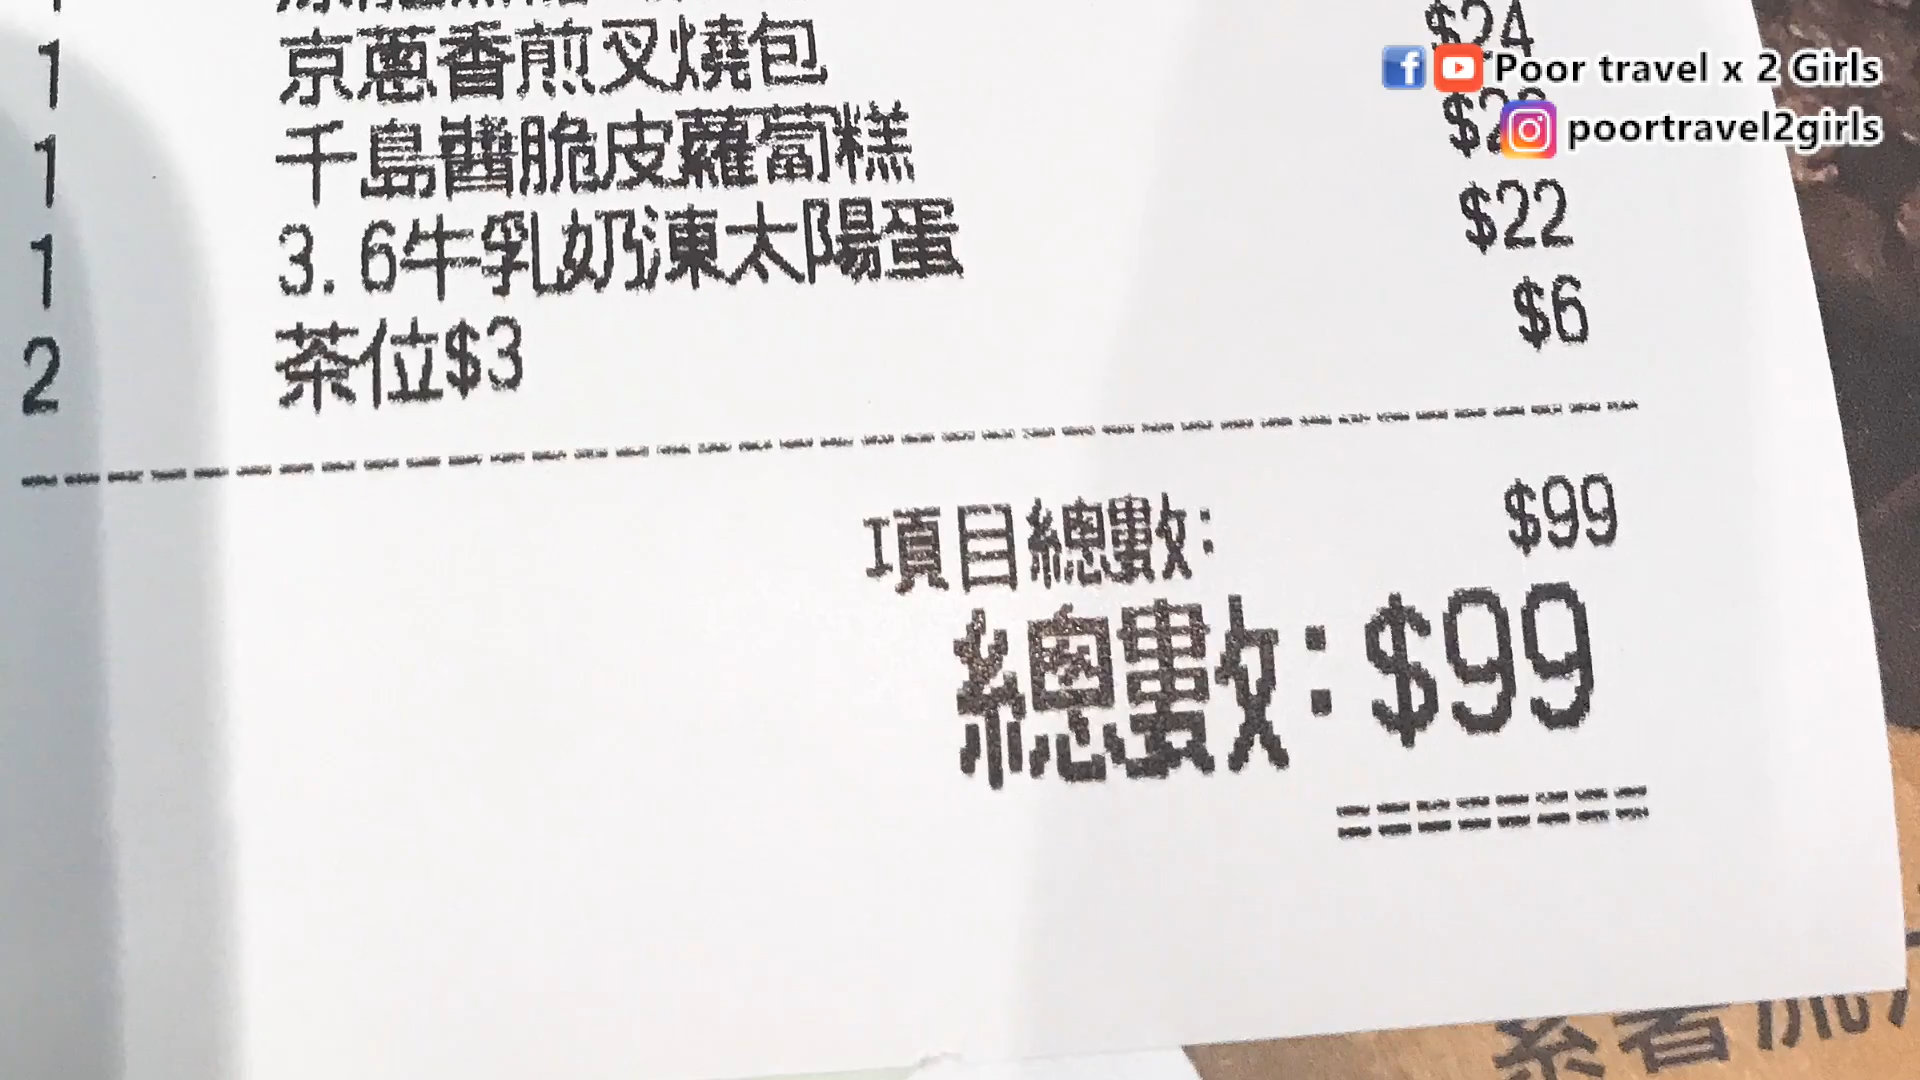 1 京蔥香煎叉燒包 $24
1 千島醬脆皮蘿蔔糕
1 3.6牛乳奶凍太陽蛋 $22
2 茶位$3 $6
項目總數: $99
總數: $99
Poor travel x 2 Girls
poortravel2girls